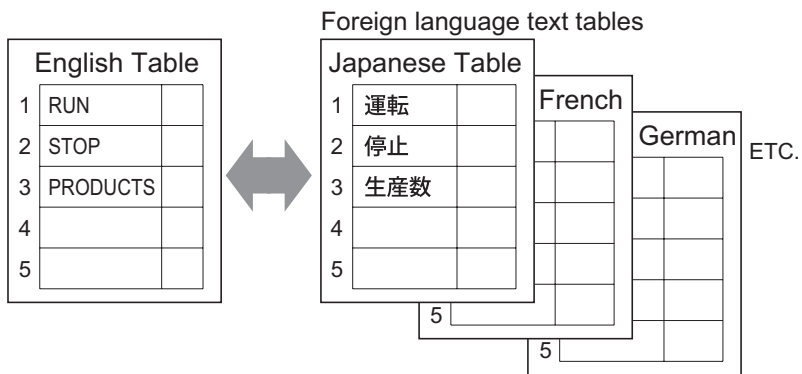 Foreign language text tables
English Table
1 RUN
2 STOP
3 PRODUCTS
4
5
Japanese Table
1 運転
2 停止
3 生産数
4
5
French
5
German
5
ETC.